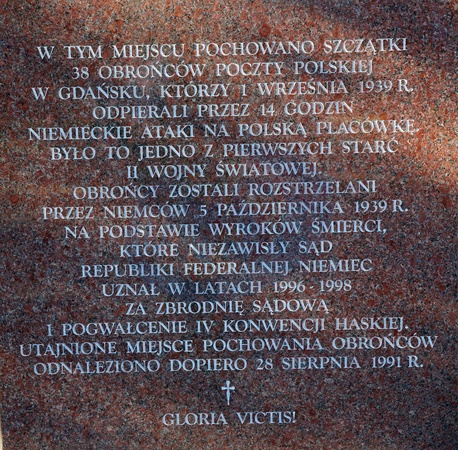 W TYM MIEJSCU POCHOWANO SZCZĄTKI
38 OBROŃCÓW POCZTY POLSKIEJ
W GDAŃSKU, KTÓRZY 1 WRZEŚNIA 1939 R.
ODPIERALI PRZEZ 14 GODZIN
NIEMIECKIE ATAKI NA POLSKĄ PLACÓWKĘ.
BYŁO TO JEDNO Z PIERWSZYCH STARĆ
II WOJNY ŚWIATOWEJ.
OBROŃCY ZOSTALI ROZSTRZELANI
PRZEZ NIEMCÓW 5 PAŹDZIERNIKA 1939 R.
NA PODSTAWIE WYROKÓW ŚMIERCI,
KTÓRE NIEZAWISŁY SĄD
REPUBLIKI FEDERALNEJ NIEMIEC
UZNAŁ W LATACH 1996-1998
ZA ZBRODNIĘ SĄDOWĄ
I POGWAŁCENIE IV KONWENCJI HASKIEJ.
UTAJNIONE MIEJSCE POCHOWANIA OBROŃCÓW
ODNALEZIONO DOPIERO 28 SIERPNIA 1991 R.
GLORIA VICTIS!